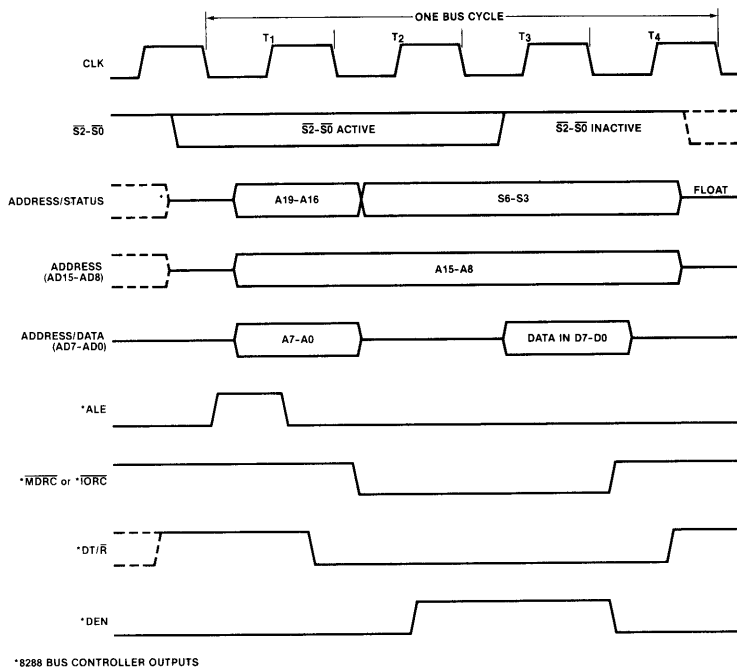 ONE BUS CYCLE
T1 T2 T3 T4
CLK
S2-S0 S2-S0 ACTIVE S2-S0 INACTIVE
ADDRESS/STATUS A19-A16 S6-S3 FLOAT
ADDRESS
(AD15-AD8) A15-A8
ADDRESS/DATA
(AD7-AD0) A7-A0 DATA IN D7-D0
*ALE
*MDRC or *IORC
*DT/R
*DEN
*8288 BUS CONTROLLER OUTPUTS